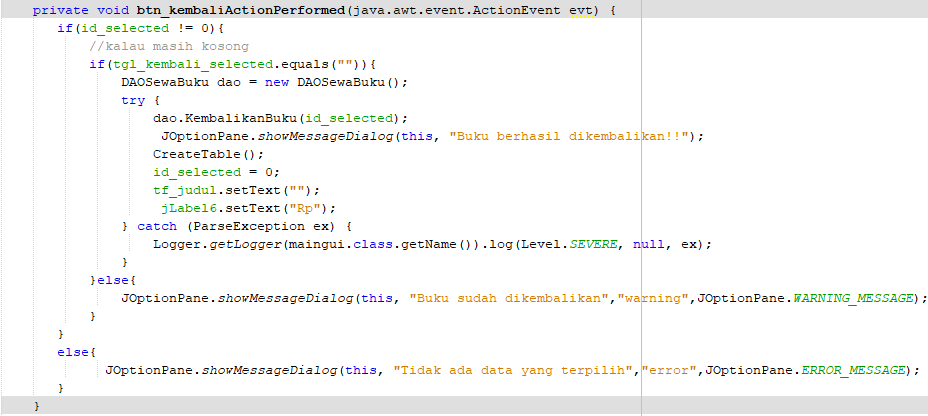 private void btn_kembaliActionPerformed(java.awt.event.ActionEvent evt) {
if(id_selected != 0){
//kalau masih kosong
if(tgl_kembali_selected.equals("")){
DAOSewaBuku dao = new DAOSewaBuku();
try {
dao.KembalikanBuku(id_selected);
JOptionPane.showMessageDialog(this, "Buku berhasil dikembalikan!!");
CreateTable();
id_selected = 0;
tf_judul.setText("");
jLabel6.setText("Rp");
} catch (ParseException ex) {
Logger.getLogger(maingui.class.getName()).log(Level.SEVERE, null, ex);
}
}else{
JOptionPane.showMessageDialog(this, "Buku sudah dikembalikan","warning",JOptionPane.WARNING_MESSAGE);
}
}
else{
JOptionPane.showMessageDialog(this, "Tidak ada data yang terpilih","error",JOptionPane.ERROR_MESSAGE);
}
}